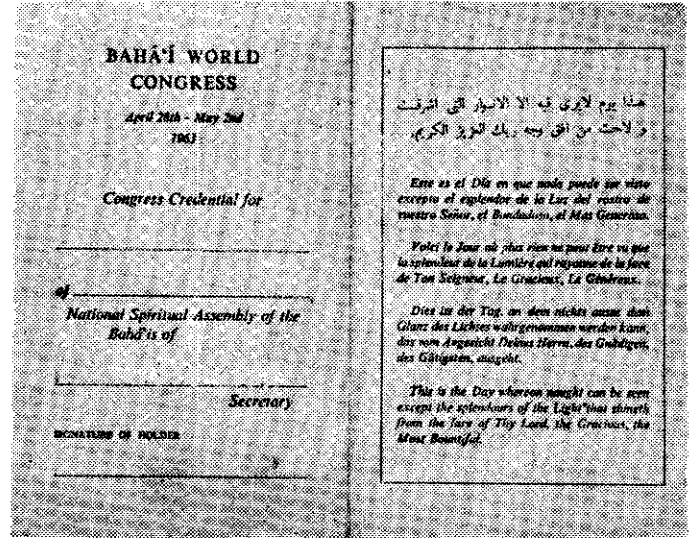 BAHÁ'Í WORLD
CONGRESS
April 28th - May 2nd
1963
Congress Credential for
of
National Spiritual Assembly of the
Bahá'ís of
Secretary
SIGNATURE OF HOLDER
هذا يوم لايرى فيه الا الانوار التى اشرقت
و لاحت من افق وجه ربك العزيز الكريم
Este es el Día en que nada puede ser visto
excepto el esplendor de la Luz del rostro de
vuestro Señor, el Bondadoso, el Mas Generoso.
Voici le Jour où plus rien ne peut être vu que
la splendeur de la Lumière qui rayonne de la face
de Ton Seigneur, Le Gracieux, Le Généreux.
Dies ist der Tag, an dem nichts ausser dem
Glanz des Lichtes wahrgenommen werden kann,
das vom Angesicht Deines Herrn, des Gnädigen,
des Gütigsten, ausgeht.
This is the Day whereon naught can be seen
except the splendours of the Light that shineth
from the face of Thy Lord, the Gracious, the
Most Bountiful.